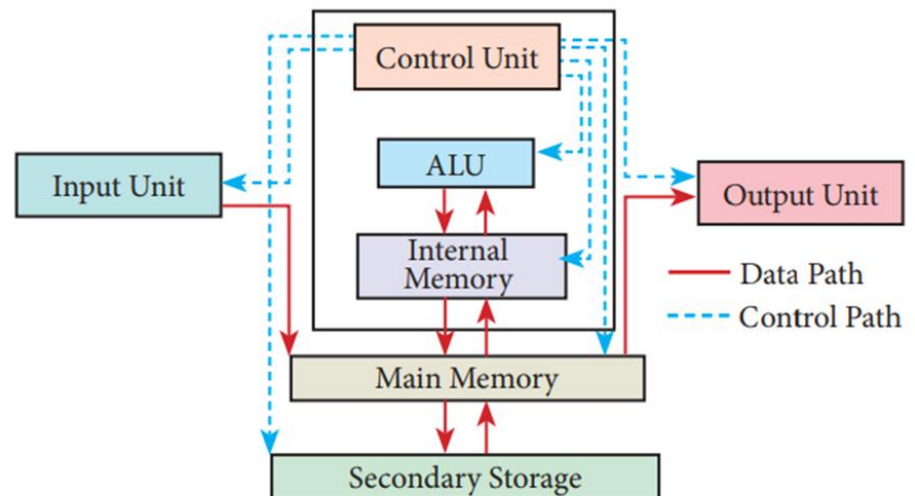 Control Unit
ALU
Input Unit
Output Unit
Internal
Memory
Data Path
Control Path
Main Memory
Secondary Storage